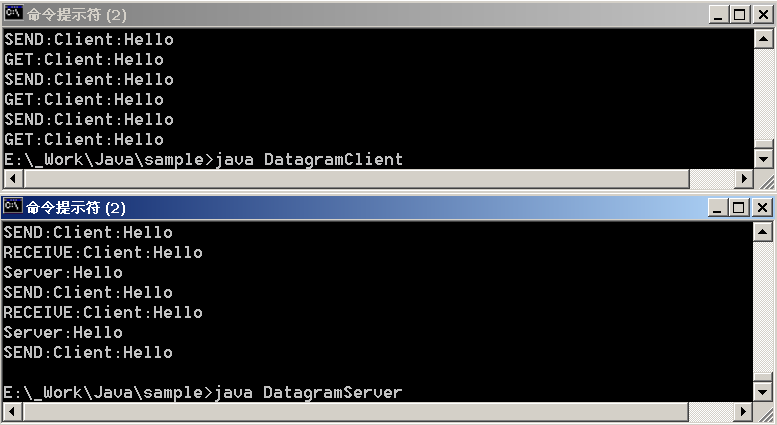 命令提示符 (2)
SEND:Client:Hello
GET:Client:Hello
SEND:Client:Hello
GET:Client:Hello
SEND:Client:Hello
GET:Client:Hello
E:\_Work\Java\sample>java DatagramClient
命令提示符 (2)
SEND:Client:Hello
RECEIVE:Client:Hello
Server:Hello
SEND:Client:Hello
RECEIVE:Client:Hello
Server:Hello
SEND:Client:Hello
E:\_Work\Java\sample>java DatagramServer